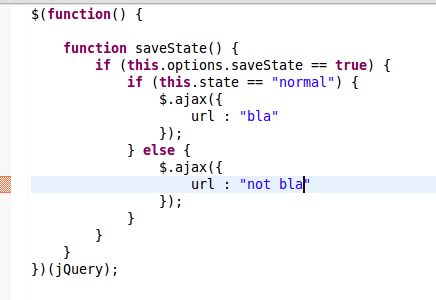 $(function() {
function saveState() {
if (this.options.saveState == true) {
if (this.state == "normal") {
$.ajax({
url : "bla"
});
} else {
$.ajax({
url : "not bla"
});
}
}
}
})(jQuery);